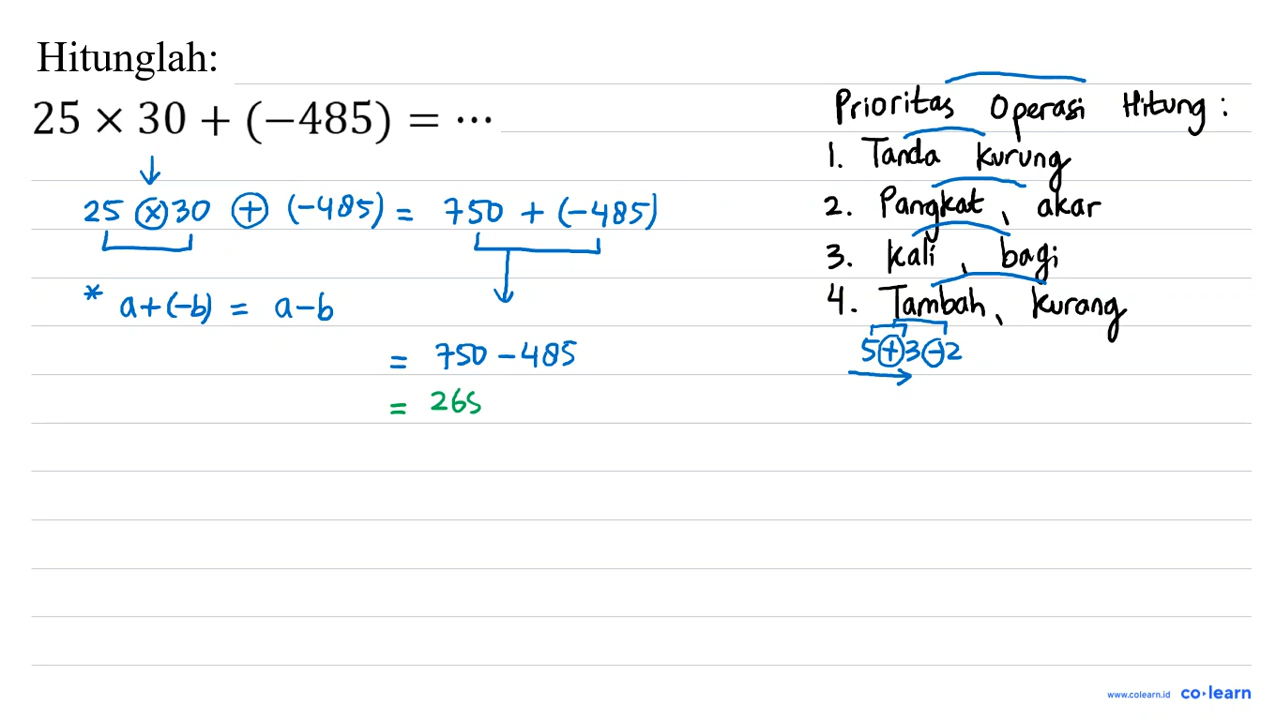 Hitunglah:
25 × 30 + (−485) = ⋯
25 × 30 + (-485) = 750 + (-485)
* a+(-b) = a-b
= 750 - 485
= 265
Prioritas Operasi Hitung :
1. Tanda kurung
2. Pangkat, akar
3. Kali, bagi
4. Tambah, kurang
5+3-2
www.colearn.id co·learn